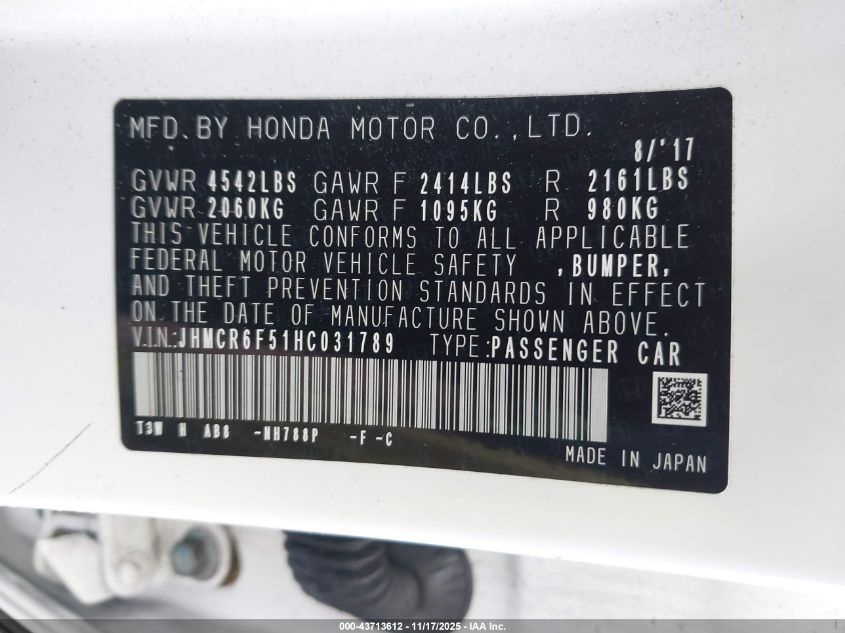 MFD. BY HONDA MOTOR CO., LTD.
8/'17
GVWR 4542LBS GAWR F 2414LBS R 2161LBS
GVWR 2060KG GAWR F 1095KG R 980KG
THIS VEHICLE CONFORMS TO ALL APPLICABLE
FEDERAL MOTOR VEHICLE SAFETY ,BUMPER,
AND THEFT PREVENTION STANDARDS IN EFFECT
ON THE DATE OF MANUFACTURE SHOWN ABOVE.
V.I.N.:JHMCR6F51HC031789 TYPE:PASSENGER CAR
T3W H AB8 -NH788P -F -C
MADE IN JAPAN
000-43713612 - 11/17/2025 - IAA Inc.